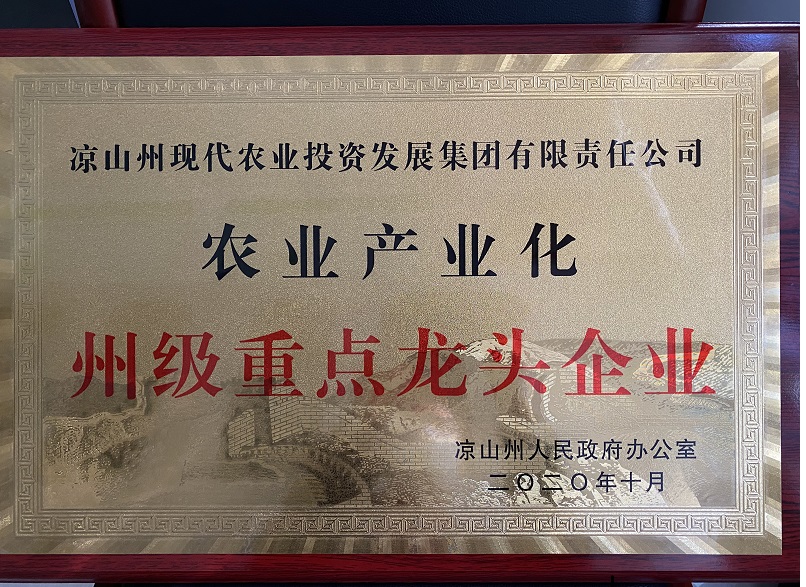 凉山州现代农业投资发展集团有限责任公司
农业产业化
州级重点龙头企业
凉山州人民政府办公室
二〇二〇年十月